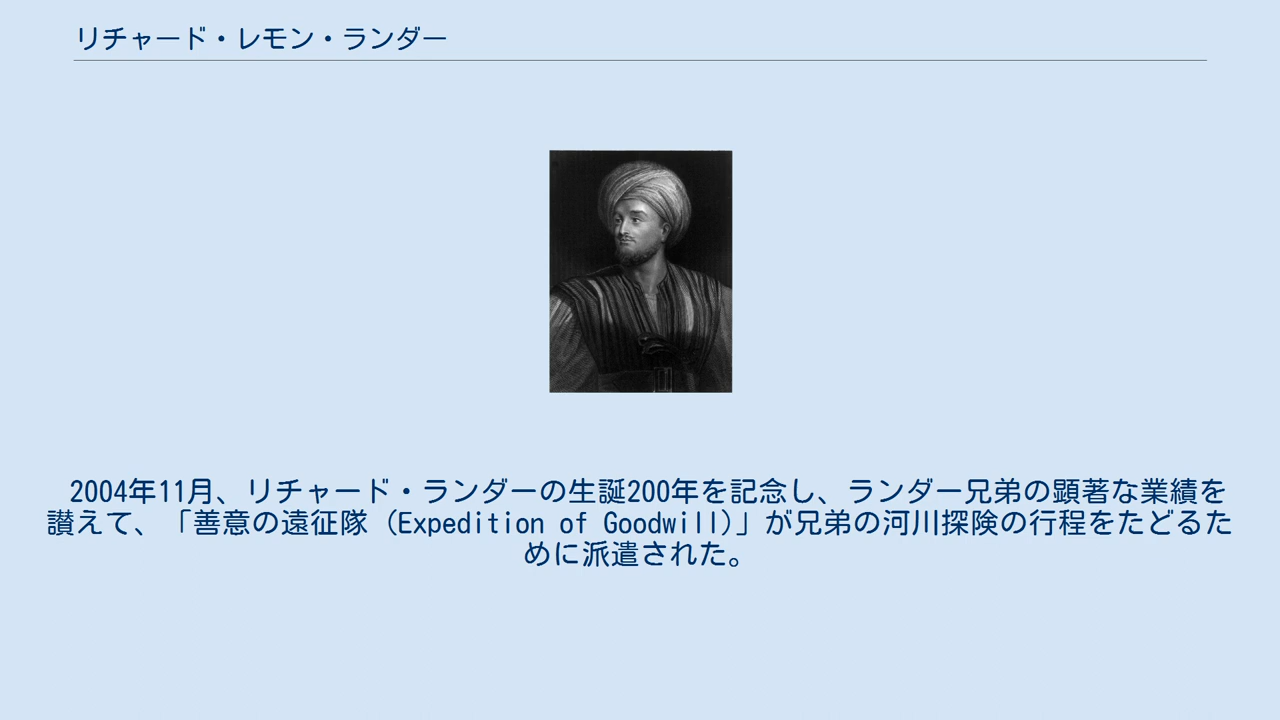 リチャード・レモン・ランダー
2004年11月、リチャード・ランダーの生誕200年を記念し、ランダー兄弟の顕著な業績を
讃えて、「善意の遠征隊（Expedition of Goodwill)」が兄弟の河川探険の行程をたどるた
めに派遣された。